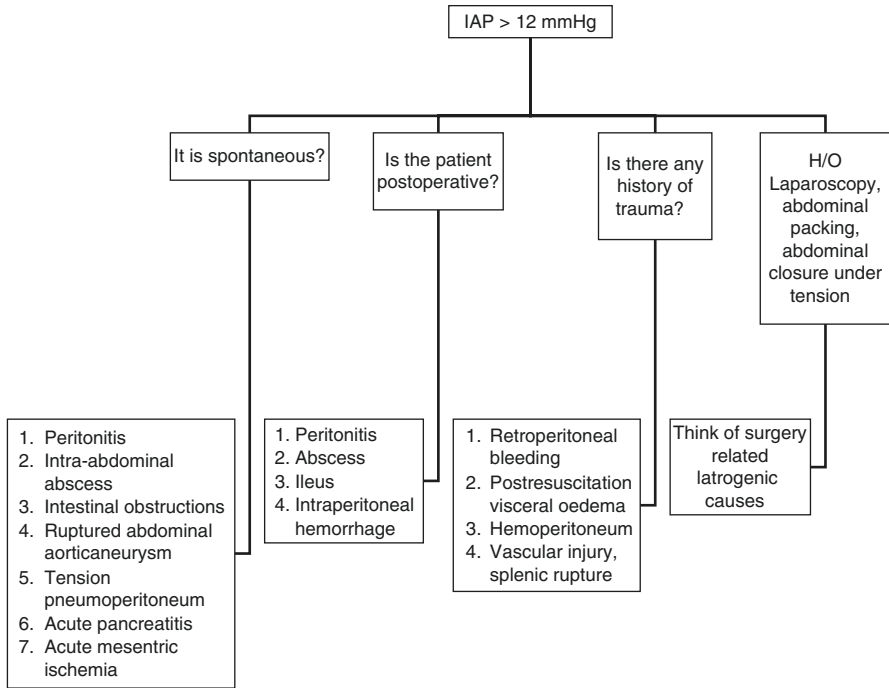 IAP > 12 mmHg
It is spontaneous?
Is the patient
postoperative?
Is there any
history of
trauma?
H/O
Laparoscopy,
abdominal
packing,
abdominal
closure under
tension
1. Peritonitis
2. Intra-abdominal
abscess
3. Intestinal obstructions
4. Ruptured abdominal
aorticaneurysm
5. Tension
pneumoperitoneum
6. Acute pancreatitis
7. Acute mesentric
ischemia
1. Peritonitis
2. Abscess
3. Ileus
4. Intraperitoneal
hemorrhage
1. Retroperitoneal
bleeding
2. Postresuscitation
visceral oedema
3. Hemoperitoneum
4. Vascular injury,
splenic rupture
Think of surgery
related
Iatrogenic
causes